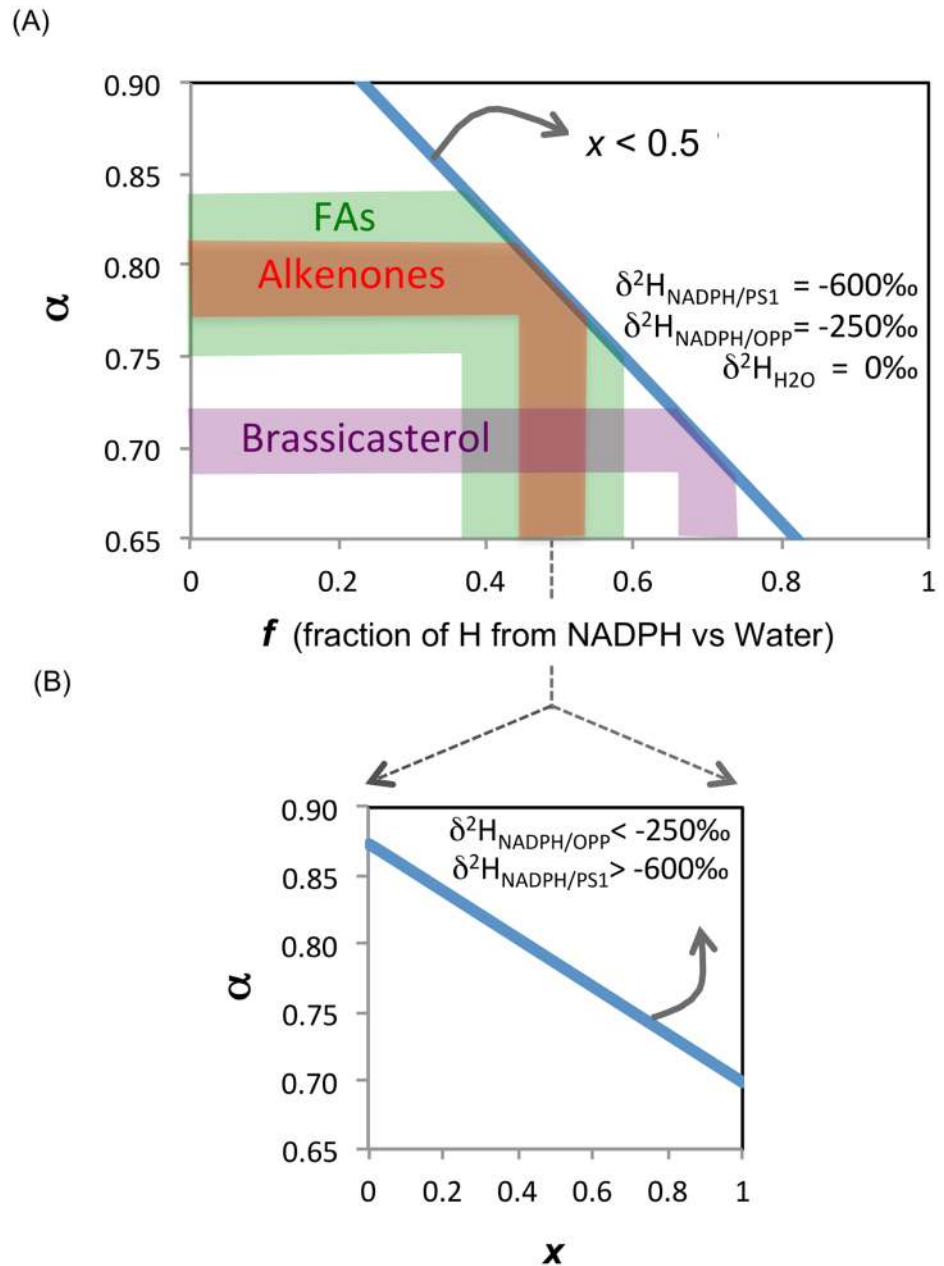 (A)
0.90
0.85
0.80
0.75
0.70
0.65
α
FAs
Alkenones
Brassicasterol
x < 0.5
δ²H_NADPH/PS1 = -600‰
δ²H_NADPH/OPP = -250‰
δ²H_H2O = 0‰
0 0.2 0.4 0.6 0.8 1
f (fraction of H from NADPH vs Water)
(B)
0.90
0.85
0.80
0.75
0.70
0.65
α
δ²H_NADPH/OPP < -250‰
δ²H_NADPH/PS1 > -600‰
0 0.2 0.4 0.6 0.8 1
x